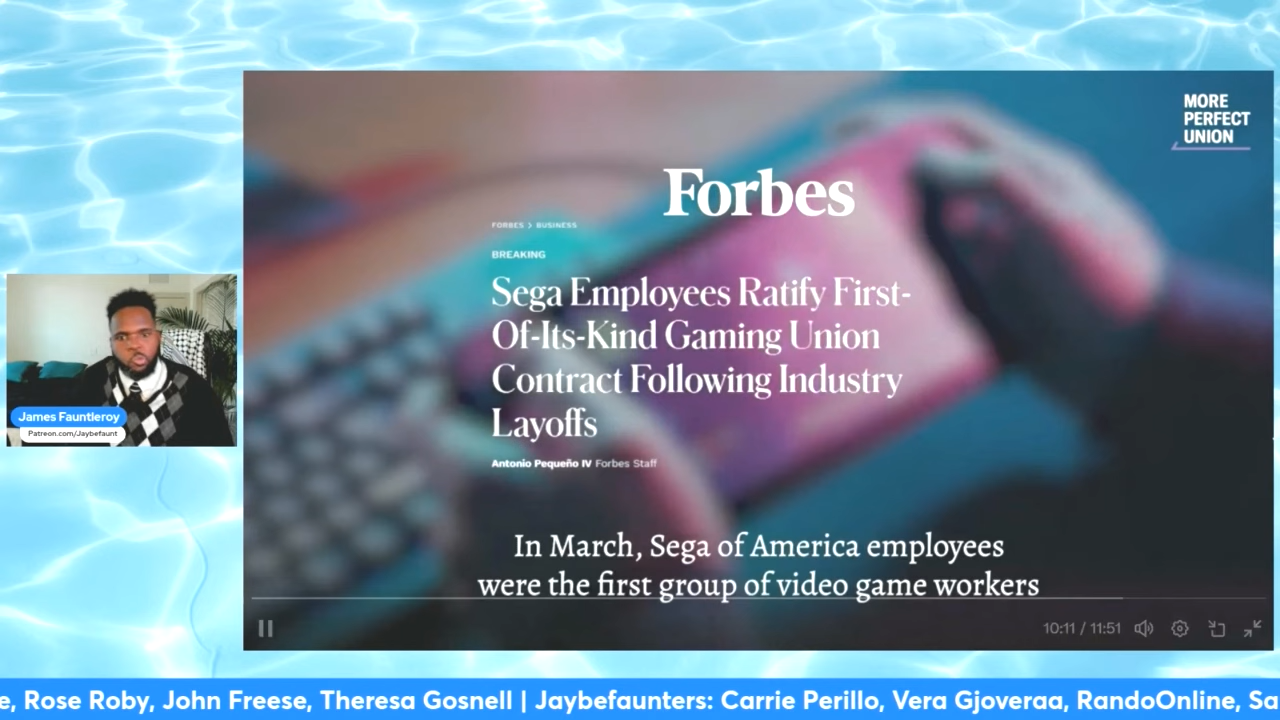 MORE
PERFECT
UNION
Forbes
FORBES > BUSINESS
BREAKING
Sega Employees Ratify First-
Of-Its-Kind Gaming Union
Contract Following Industry
Layoffs
Antonio Pequeño IV Forbes Staff
In March, Sega of America employees
were the first group of video game workers
10:11 / 11:51
James Fauntleroy
Patreon.com/Jaybefaunt
e, Rose Roby, John Freese, Theresa Gosnell | Jaybefaunters: Carrie Perillo, Vera Gjoveraa, RandoOnline, Sa